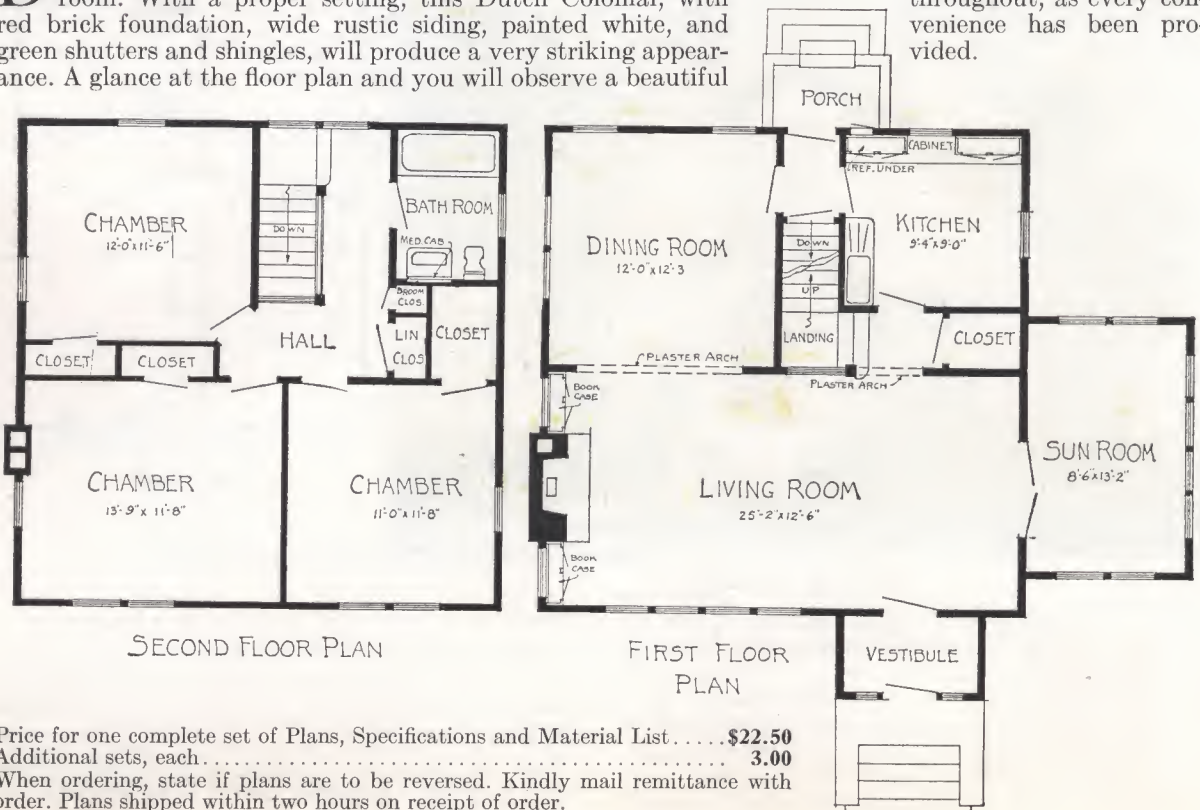 room. With a proper setting, this Dutch Colonial, with
red brick foundation, wide rustic siding, painted white, and
green shutters and shingles, will produce a very striking appear-
ance. A glance at the floor plan and you will observe a beautiful
throughout, as every con-
venience has been pro-
vided.
CHAMBER
12'-0"x11'-6"
DOWN
BATH ROOM
MED.CAB.
BROOM
CLOS.
LIN
CLOS
CLOSET
HALL
CLOSET
CLOSET
CHAMBER
13'-9"x 11'-8"
CHAMBER
11'-0"x 11'-8"
SECOND FLOOR PLAN
PORCH
CABINET
REF. UNDER
KITCHEN
9'-4"x9'-0"
DINING ROOM
12'-0"x12'-3
DOWN
UP
LANDING
CLOSET
PLASTER ARCH
PLASTER ARCH
BOOK
CASE
LIVING ROOM
25'-2"x12'-6"
SUN ROOM
8'-6"x13'-2"
BOOK
CASE
VESTIBULE
FIRST FLOOR
PLAN
Price for one complete set of Plans, Specifications and Material List.....$22.50
Additional sets, each............................................ 3.00
When ordering, state if plans are to be reversed. Kindly mail remittance with
order. Plans shipped within two hours on receipt of order.